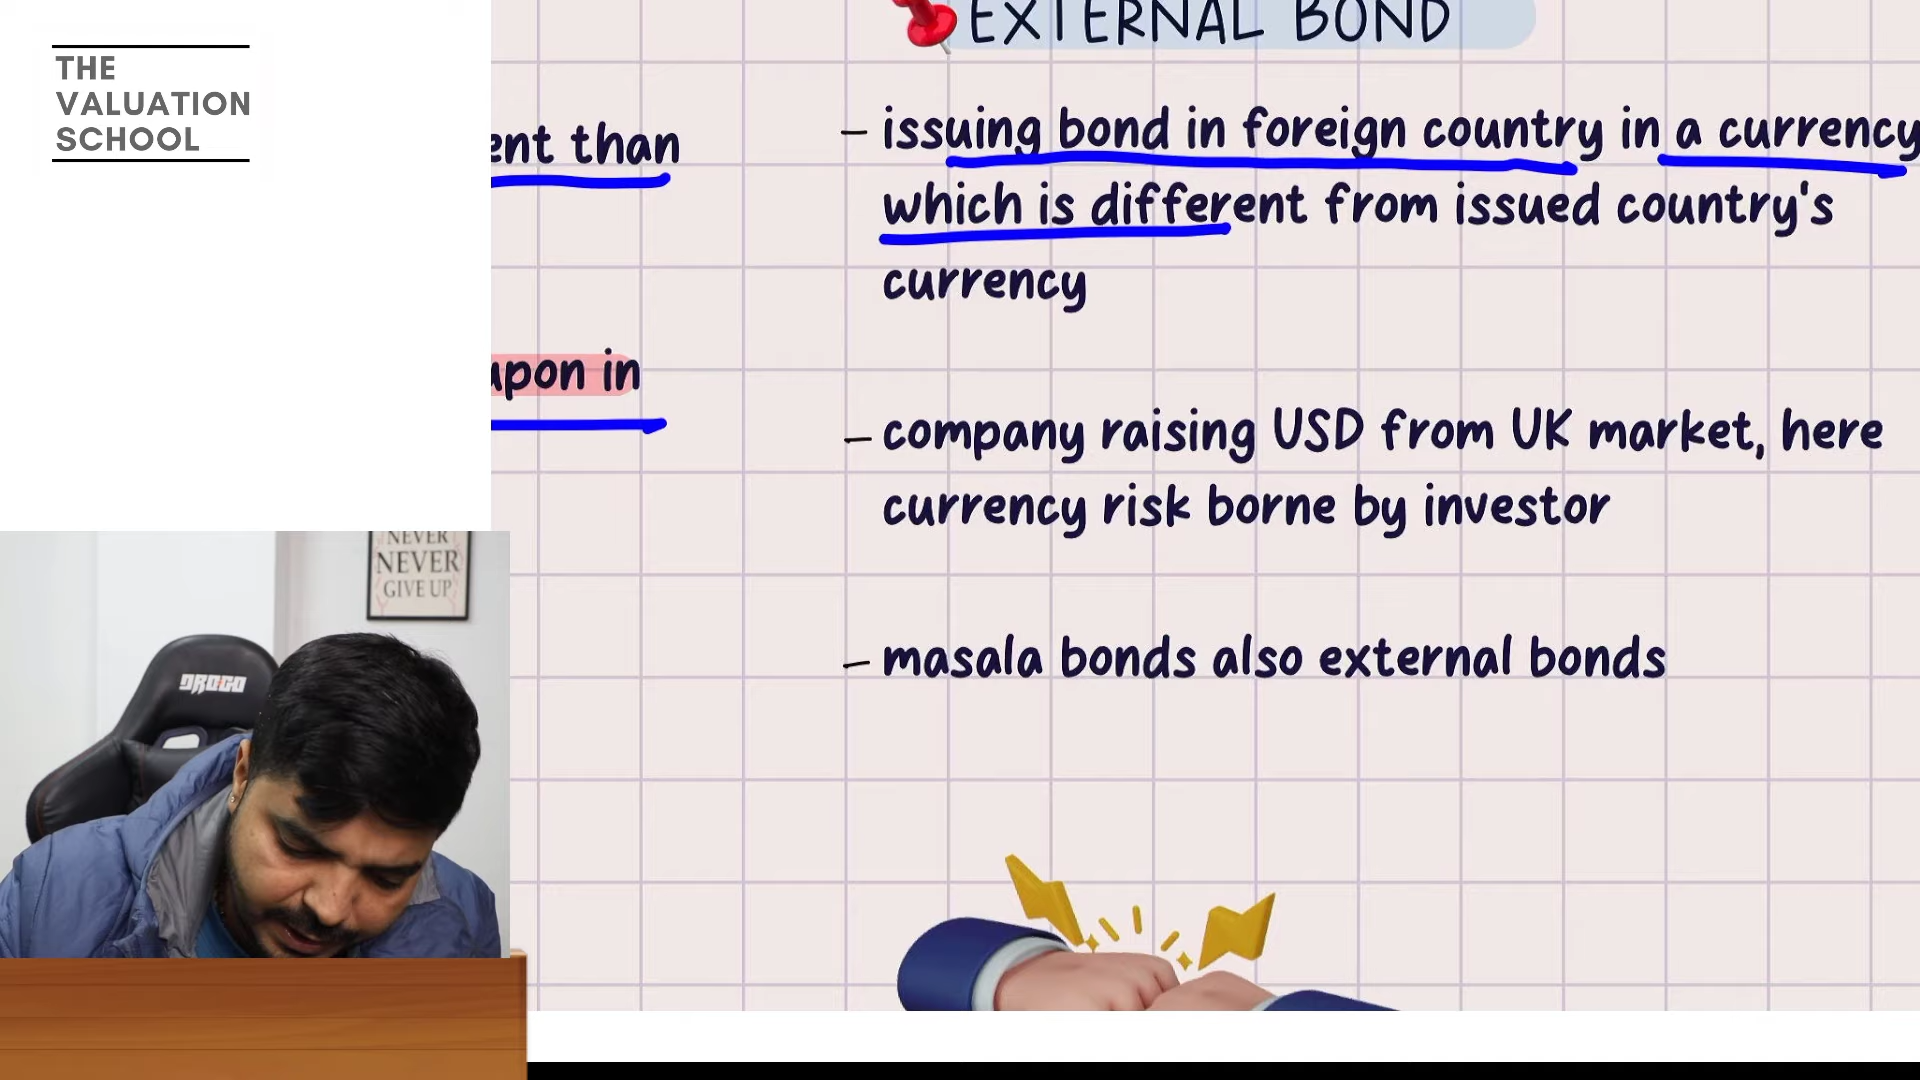 THE
VALUATION
SCHOOL
EXTERNAL BOND
ent than
– issuing bond in foreign country in a currency
which is different from issued country's
currency
upon in
– company raising USD from UK market, here
currency risk borne by investor
– masala bonds also external bonds
NEVER
NEVER
GIVE UP
DROGO